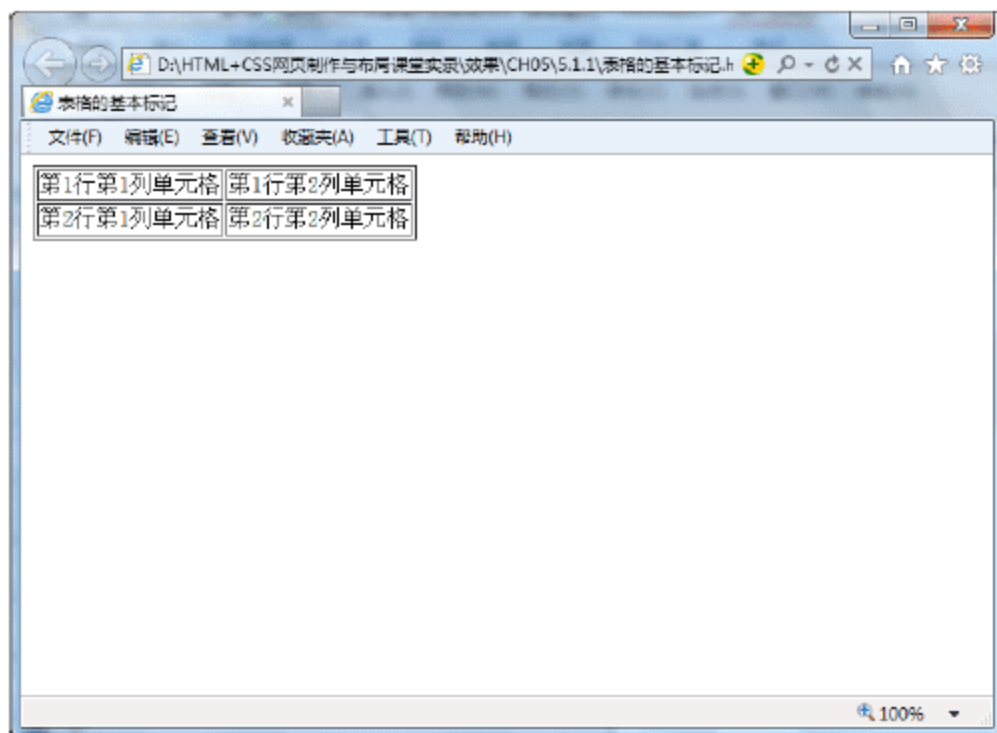 D:\HTML+CSS网页制作与布局课堂实录\效果\CH05\5.1.1\表格的基本标记.h
表格的基本标记
文件(F) 编辑(E) 查看(V) 收藏夹(A) 工具(T) 帮助(H)
第1行第1列单元格 第1行第2列单元格
第2行第1列单元格 第2行第2列单元格
100%